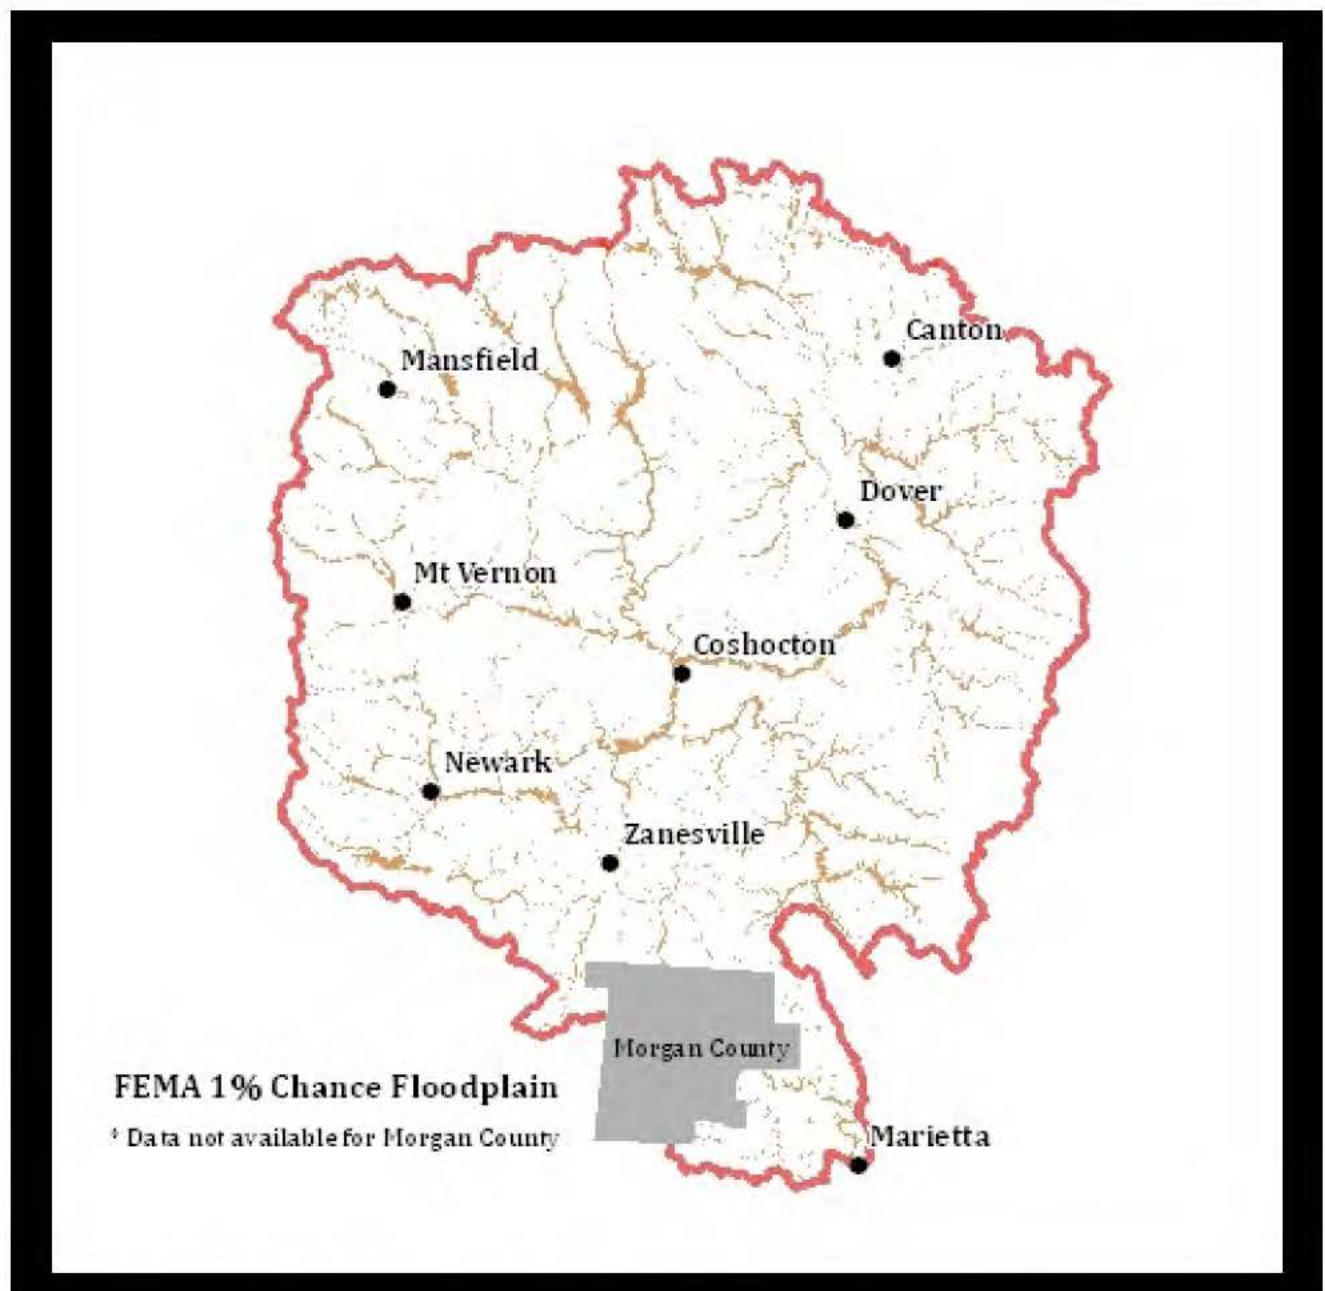 Canton
Mansfield
Dover
Mt Vernon
Coshocton
Newark
Zanesville
Morgan County
FEMA 1% Chance Floodplain
* Data not available for Morgan County
Marietta